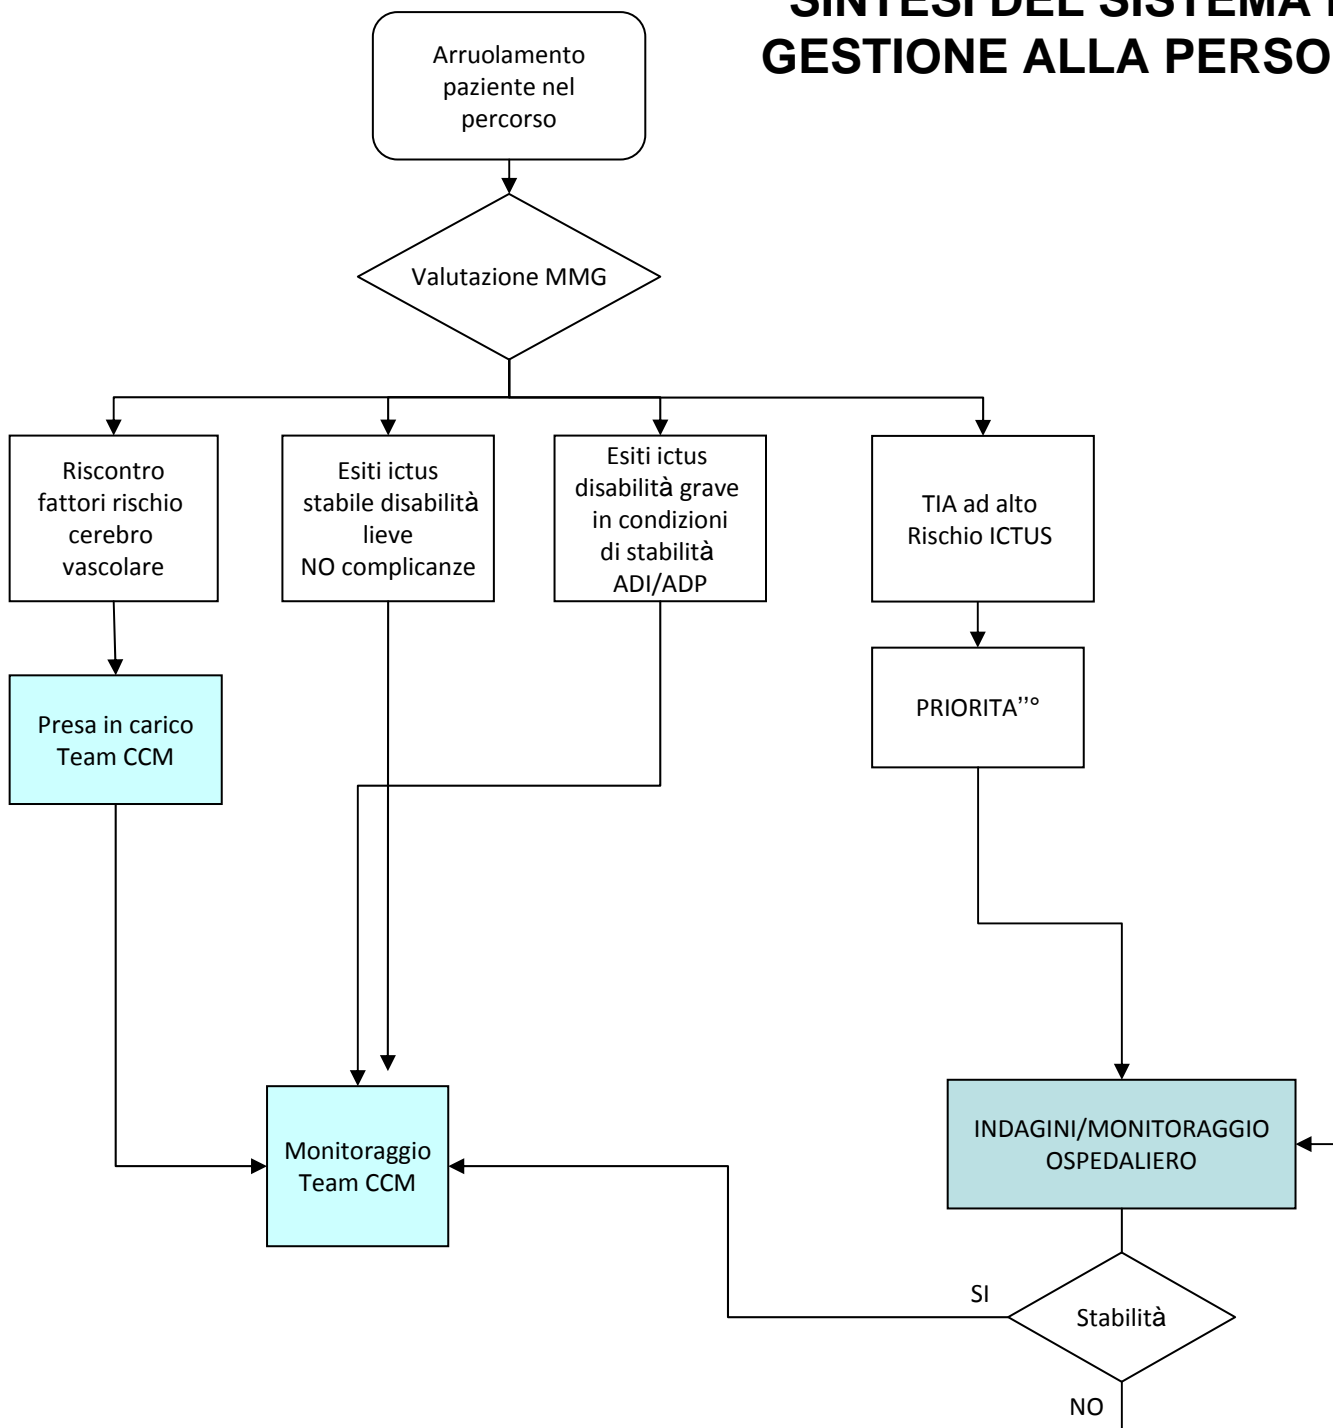 SINTESI DEL SISTEMA
GESTIONE ALLA PERSO
Arruolamento
paziente nel
percorso
Valutazione MMG
Riscontro
fattori rischio
cerebro
vascolare
Esiti ictus
stabile disabilità
lieve
NO complicanze
Esiti ictus
disabilità grave
in condizioni
di stabilità
ADI/ADP
TIA ad alto
Rischio ICTUS
Presa in carico
Team CCM
PRIORITA’’°
Monitoraggio
Team CCM
INDAGINI/MONITORAGGIO
OSPEDALIERO
SI
Stabilità
NO